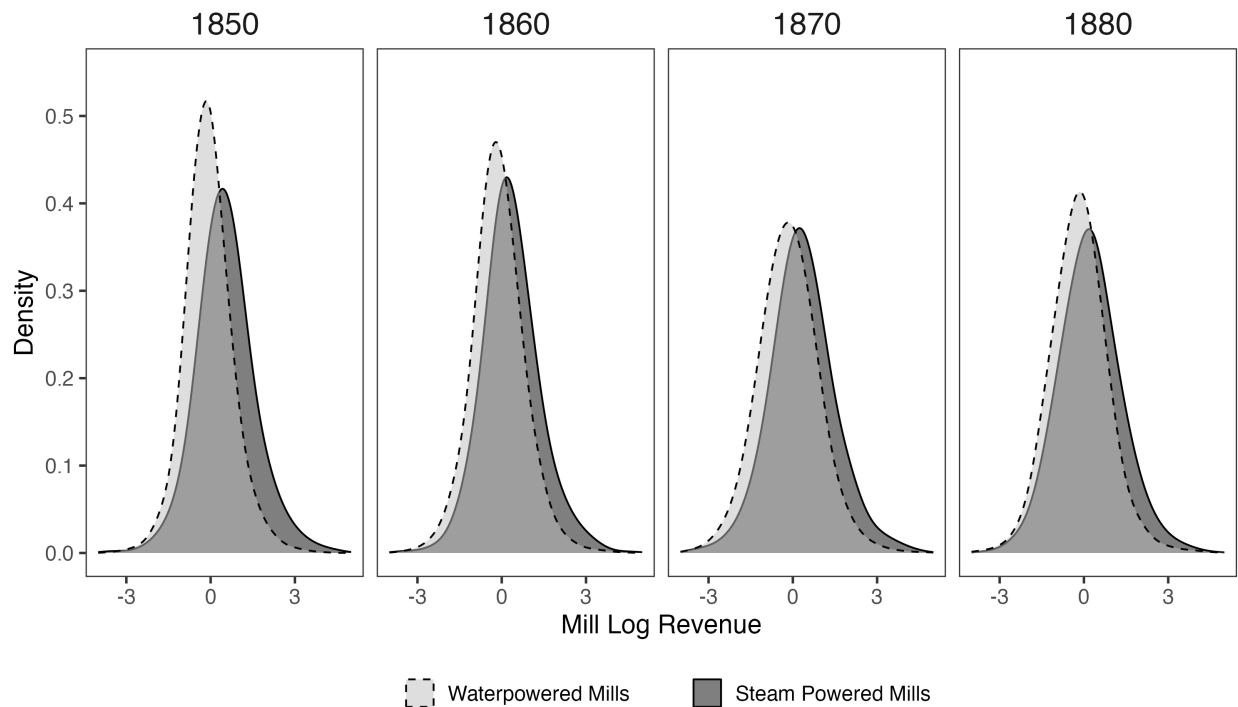 1850 1860 1870 1880
0.5
0.4
0.3
0.2
0.1
0.0
Density
-3 0 3 -3 0 3 -3 0 3 -3 0 3
Mill Log Revenue
Waterpowered Mills Steam Powered Mills